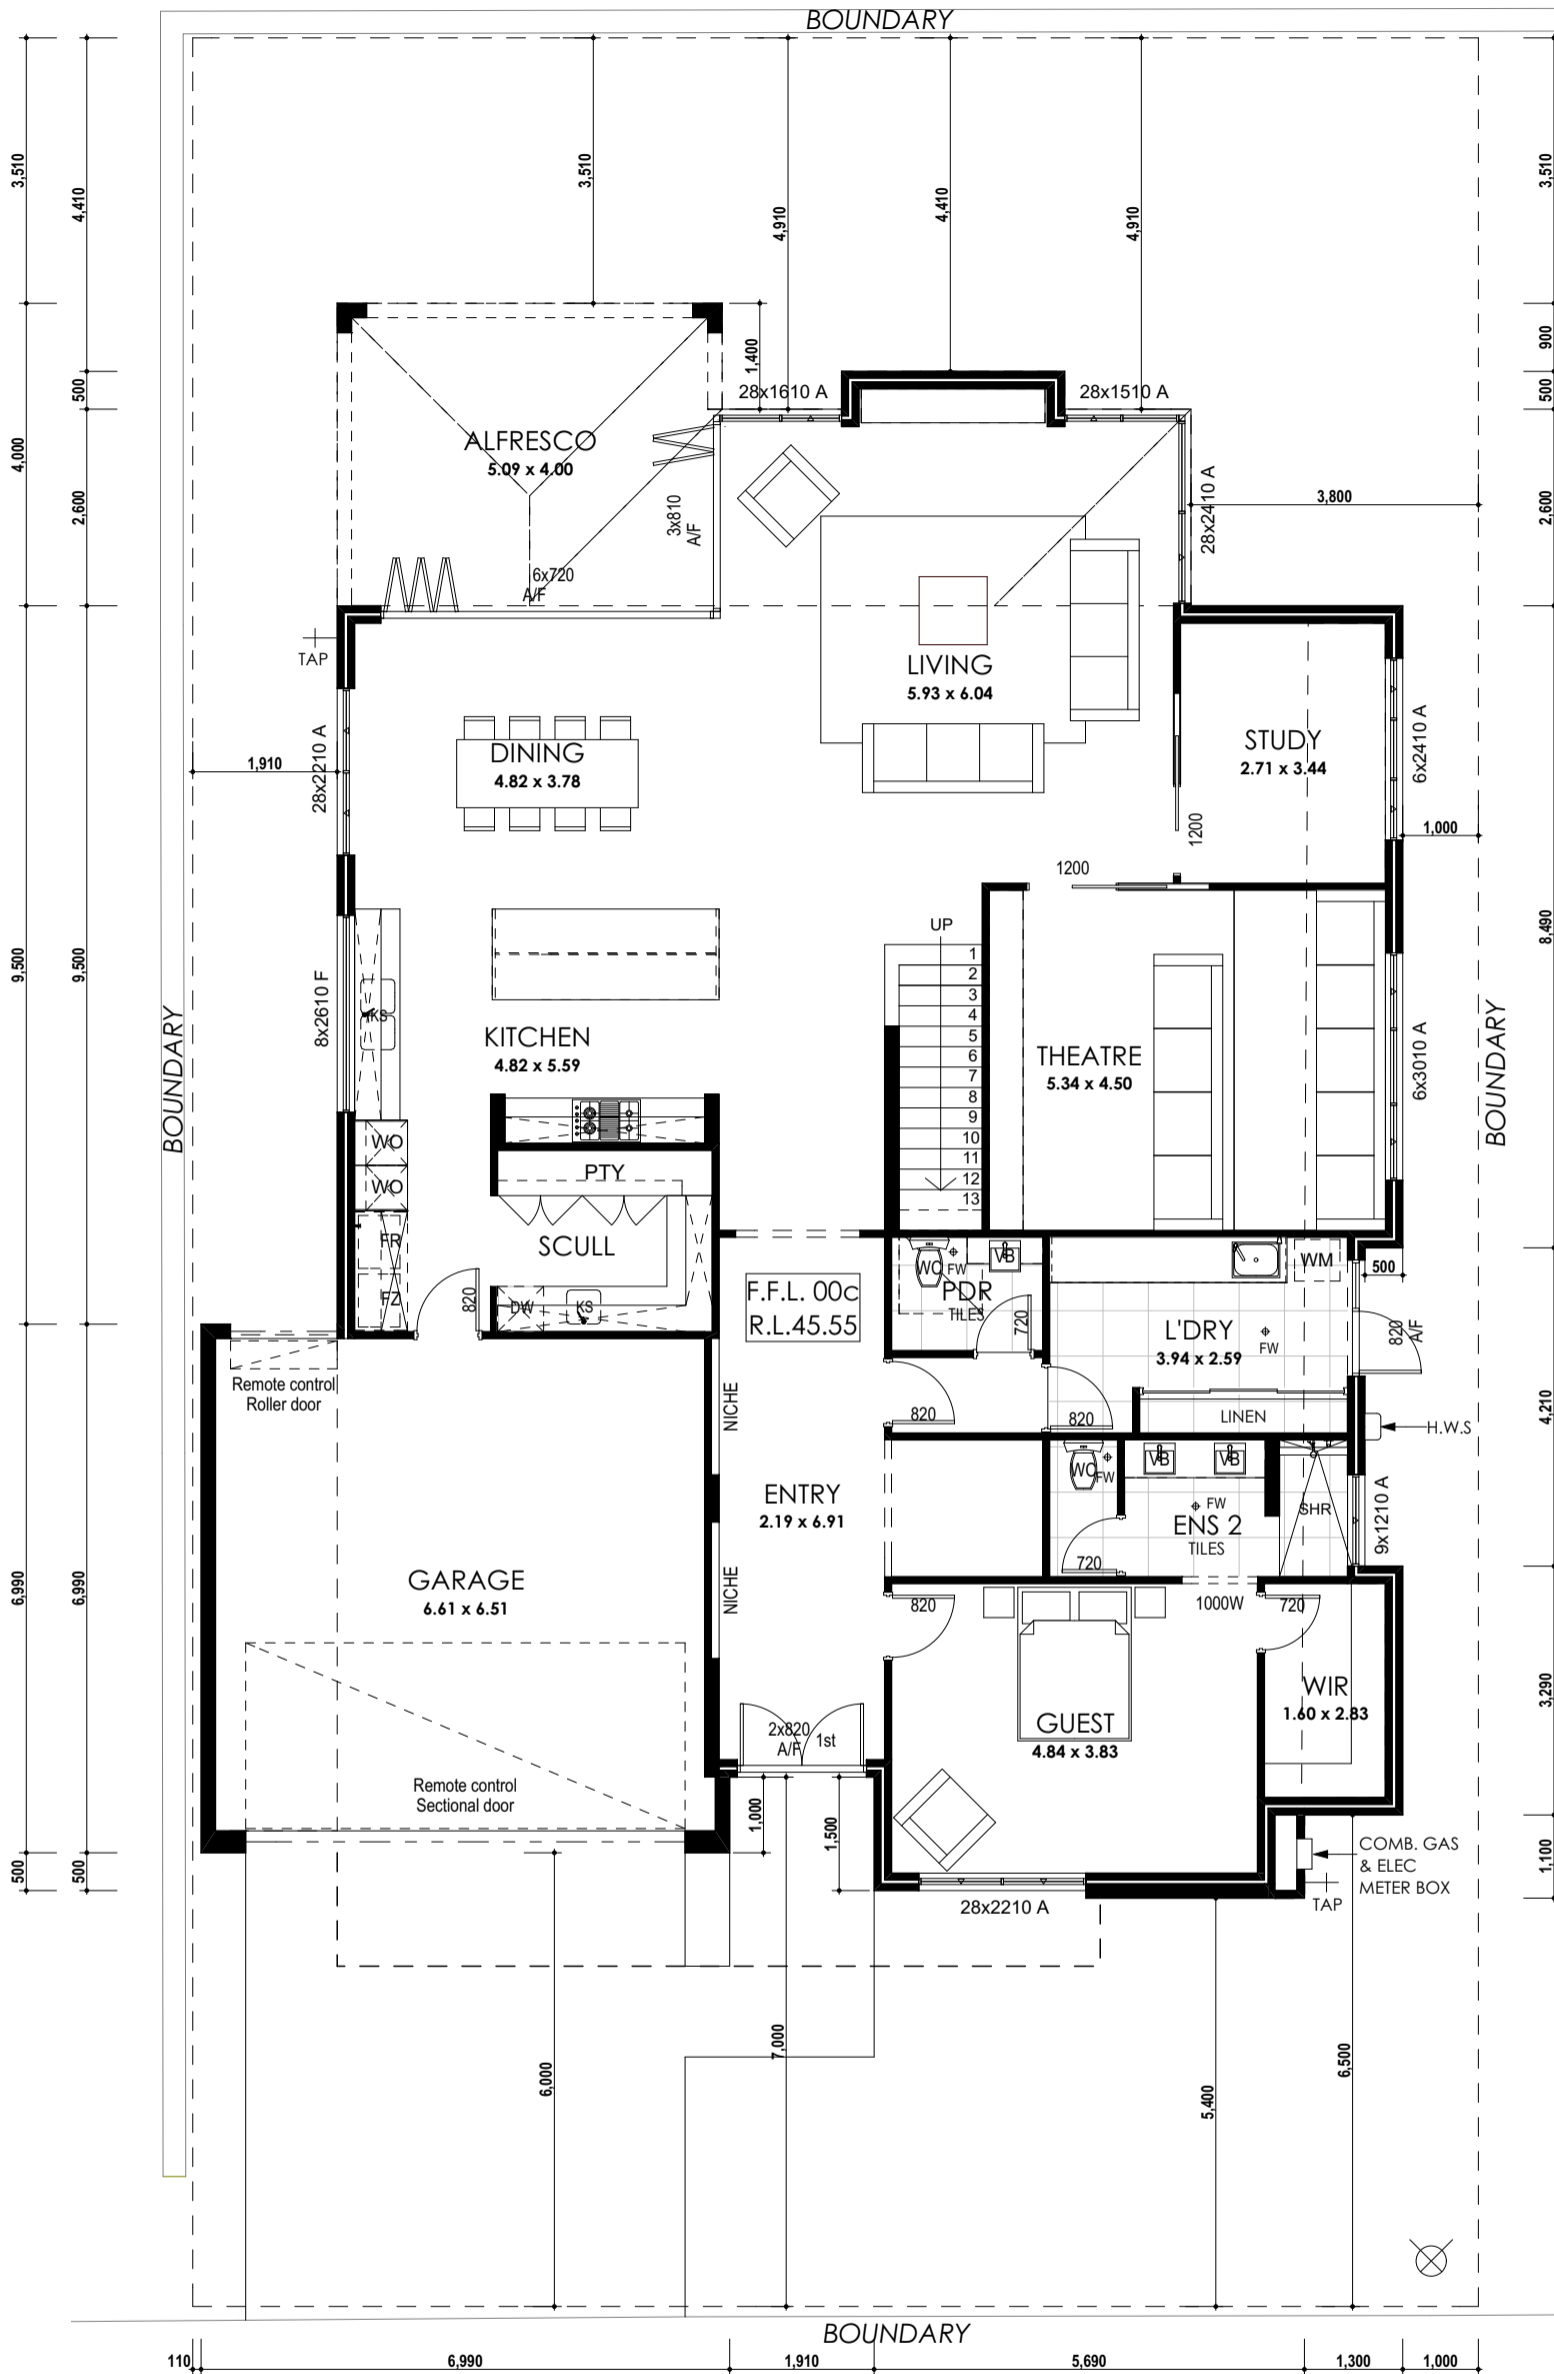 BOUNDARY
3,510
4,410
3,510
4,910
4,410
4,910
3,510
900
500
1,400
28x1610 A
28x1510 A
500
ALFRESCO
5.09 x 4.00
4,000
2,600
3x810
A/F
28x2410 A
3,800
2,600
6x720
A/F
TAP
LIVING
5.93 x 6.04
DINING
4.82 x 3.78
STUDY
2.71 x 3.44
28x2210 A
1,910
6x2410 A
1,000
1200
1200
UP
1
2
3
4
5
6
7
8
9
10
11
12
13
9,500
9,500
8x2610 F
KS
8,490
BOUNDARY
BOUNDARY
KITCHEN
4.82 x 5.59
THEATRE
5.34 x 4.50
6x3010 A
WO
WO
PTY
FR
FZ
SCULL
820
DW
KS
F.F.L. 00c
R.L.45.55
WC
FW
VB
PDR
TILES
720
WM
500
L'DRY
3.94 x 2.59
FW
820
A/F
Remote control
Roller door
NICHE
820
820
LINEN
H.W.S
4,210
WC
FW
VB
VB
ENTRY
2.19 x 6.91
FW
ENS 2
TILES
SHR
9x1210 A
720
GARAGE
6.61 x 6.51
NICHE
820
1000W
720
6,990
6,990
WIR
1.60 x 2.83
3,290
GUEST
4.84 x 3.83
2x820
A/F
1st
Remote control
Sectional door
1,000
1,500
500
500
COMB. GAS
& ELEC
METER BOX
1,100
28x2210 A
TAP
6,000
7,000
5,400
6,500
BOUNDARY
110
6,990
1,910
5,690
1,300
1,000